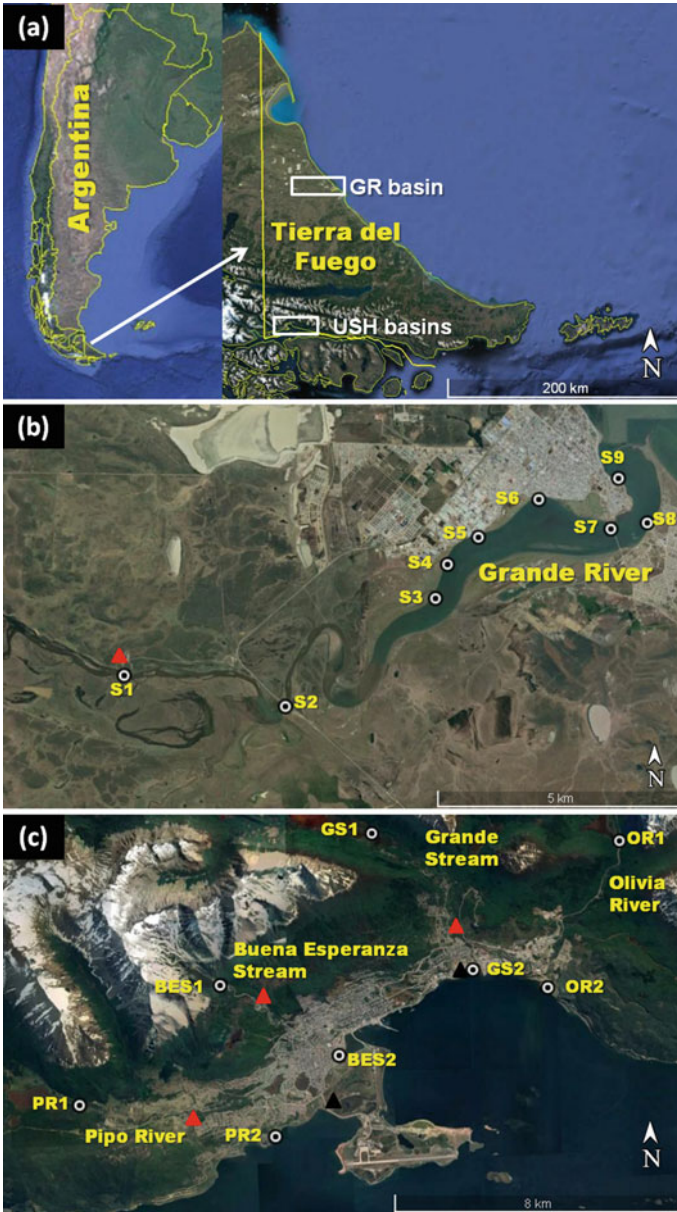 (a)
Argentina
GR basin
Tierra del
Fuego
USH basins
N
200 km
(b)
S9
S6
S8
S7
S5
S4
Grande River
S3
S1
S2
N
5 km
(c)
GS1
Grande
Stream
OR1
Olivia
River
Buena Esperanza
Stream
GS2
BES1
OR2
BES2
PR1
Pipo River
PR2
N
8 km